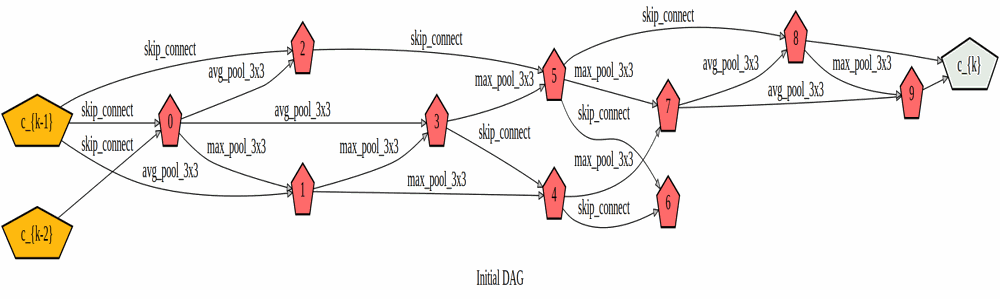 skip_connect
8
skip_connect
2
skip_connect
avg_pool_3x3
max_pool_3x3
c_{k}
avg_pool_3x3
max_pool_3x3
5
max_pool_3x3
avg_pool_3x3
9
c_{k-1}
skip_connect
0
avg_pool_3x3
3
skip_connect
7
skip_connect
skip_connect
max_pool_3x3
max_pool_3x3
max_pool_3x3
avg_pool_3x3
1
max_pool_3x3
4
skip_connect
6
c_{k-2}
Initial DAG